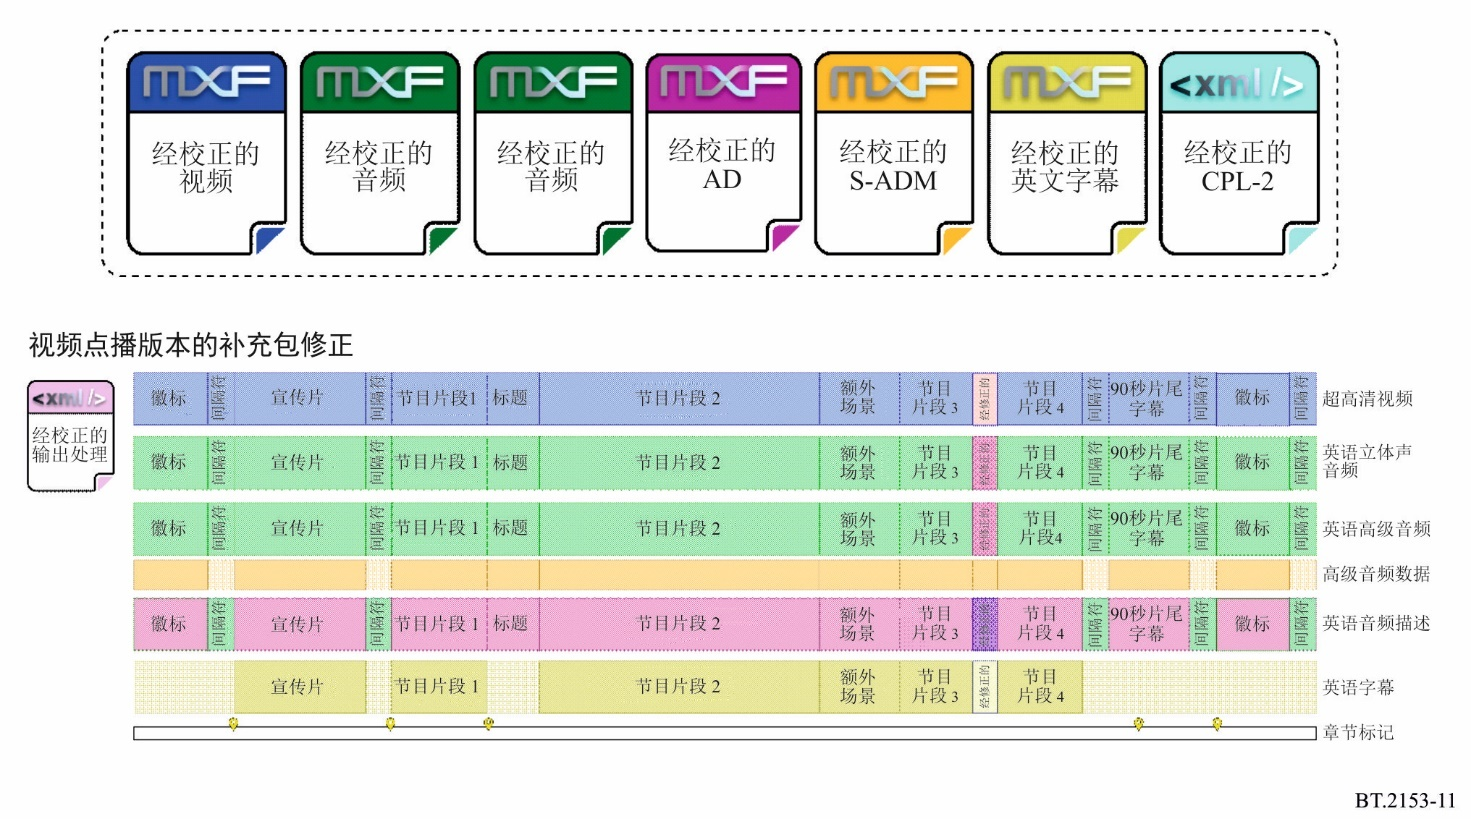 MXF MXF MXF MXF MXF MXF <xml/>
经校正的 经校正的 经校正的 经校正的 经校正的 经校正的 经校正的
视频 音频 音频 AD S-ADM 英文字幕 CPL-2
视频点播版本的补充包修正
<xml/>
经校正的
输出处理
徽标 间隔符 宣传片 间隔符 节目片段1 标题 节目片段 2 额外 节目 经修正的 节目 间隔符 90秒片尾 间隔符 徽标 间隔符 超高清视频
场景 片段 3 片段 4 字幕
徽标 间隔符 宣传片 间隔符 节目片段 1 标题 节目片段 2 额外 节目 经修正的 节目 间隔符 90秒片尾 间隔符 徽标 间隔符 英语立体声
场景 片段 3 片段 4 字幕 音频
徽标 间隔符 宣传片 间隔符 节目片段 1 标题 节目片段 2 额外 节目 经修正的 节目 间隔符 90秒片尾 间隔符 徽标 间隔符 英语高级音频
场景 片段 3 片段4 字幕
高级音频数据
徽标 间隔符 宣传片 间隔符 节目片段 1 标题 节目片段 2 额外 节目 节目 间隔符 90秒片尾 间隔符 徽标 间隔符 英语音频描述
场景 片段 3 片段 4 字幕
宣传片 节目片段 1 节目片段 2 额外 节目 经修正的 节目 英语字幕
场景 片段 3 片段 4
章节标记
BT.2153-11